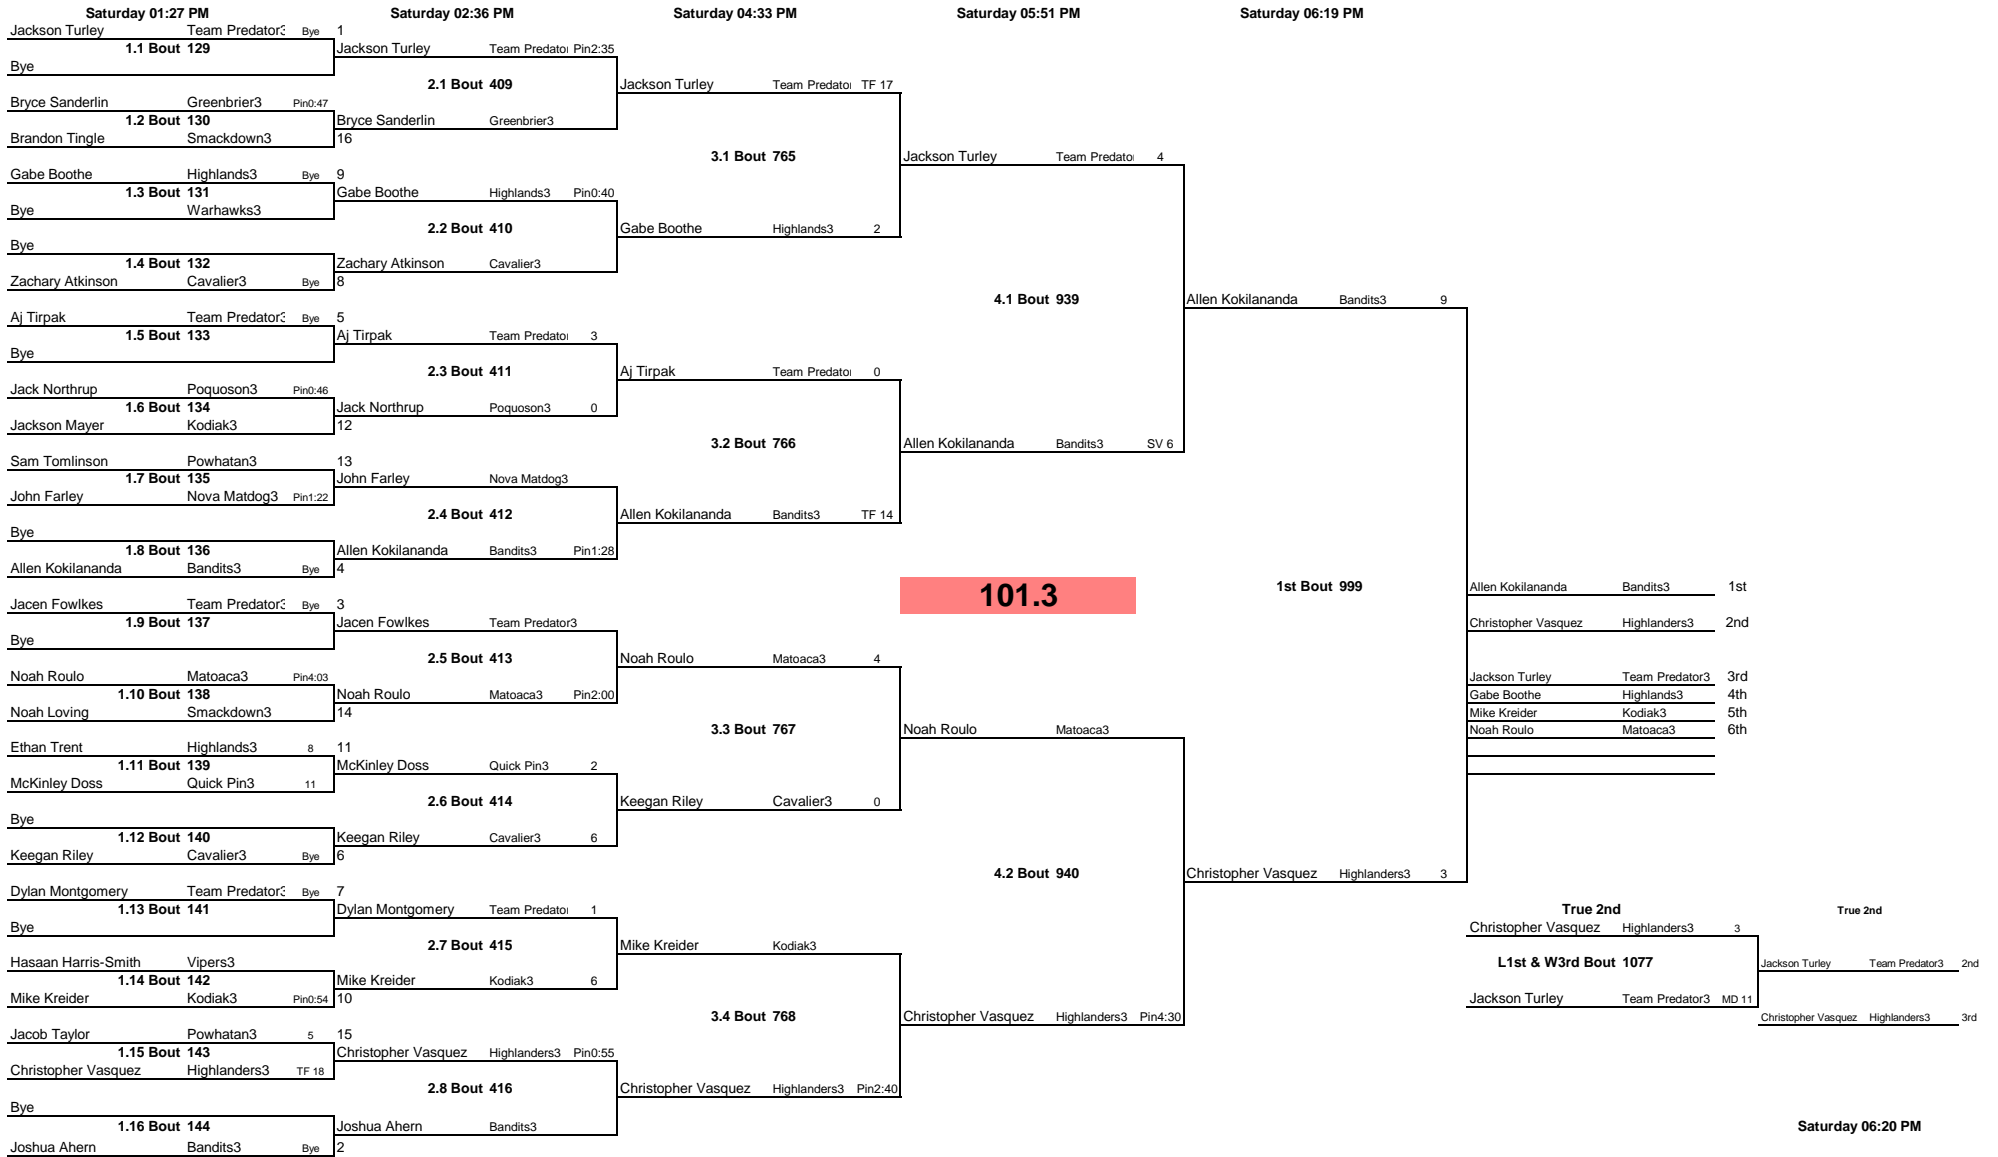 Saturday 01:27 PM Saturday 02:36 PM Saturday 04:33 PM Saturday 05:51 PM Saturday 06:19 PM
Jackson Turley Team Predator3 Bye 1
1.1 Bout 129 Jackson Turley Team Predator Pin2:35
Bye
2.1 Bout 409 Jackson Turley Team Predator TF 17
Bryce Sanderlin Greenbrier3 Pin0:47
1.2 Bout 130 Bryce Sanderlin Greenbrier3
Brandon Tingle Smackdown3 16
3.1 Bout 765 Jackson Turley Team Predator 4
Gabe Boothe Highlands3 Bye 9
1.3 Bout 131 Gabe Boothe Highlands3 Pin0:40
Bye Warhawks3
2.2 Bout 410 Gabe Boothe Highlands3 2
Bye
1.4 Bout 132 Zachary Atkinson Cavalier3
Zachary Atkinson Cavalier3 Bye 8
4.1 Bout 939 Allen Kokilananda Bandits3 9
Aj Tirpak Team Predator3 Bye 5
1.5 Bout 133 Aj Tirpak Team Predator 3
Bye
2.3 Bout 411 Aj Tirpak Team Predator 0
Jack Northrup Poquoson3 Pin0:46
1.6 Bout 134 Jack Northrup Poquoson3 0
Jackson Mayer Kodiak3 12
3.2 Bout 766 Allen Kokilananda Bandits3 SV 6
Sam Tomlinson Powhatan3 13
1.7 Bout 135 John Farley Nova Matdog3
John Farley Nova Matdog3 Pin1:22
2.4 Bout 412 Allen Kokilananda Bandits3 TF 14
Bye
1.8 Bout 136 Allen Kokilananda Bandits3 Pin1:28
Allen Kokilananda Bandits3 Bye 4
101.3 1st Bout 999 Allen Kokilananda Bandits3 1st
Jacen Fowlkes Team Predator3 Bye 3
1.9 Bout 137 Jacen Fowlkes Team Predator3 Christopher Vasquez Highlanders3 2nd
Bye
2.5 Bout 413 Noah Roulo Matoaca3 4
Noah Roulo Matoaca3 Pin4:03 Jackson Turley Team Predator3 3rd
1.10 Bout 138 Noah Roulo Matoaca3 Pin2:00 Gabe Boothe Highlands3 4th
Noah Loving Smackdown3 14 Mike Kreider Kodiak3 5th
3.3 Bout 767 Noah Roulo Matoaca3 Noah Roulo Matoaca3 6th
Ethan Trent Highlands3 8 11
1.11 Bout 139 McKinley Doss Quick Pin3 2
McKinley Doss Quick Pin3 11
2.6 Bout 414 Keegan Riley Cavalier3 0
Bye
1.12 Bout 140 Keegan Riley Cavalier3 6
Keegan Riley Cavalier3 Bye 6
4.2 Bout 940 Christopher Vasquez Highlanders3 3
Dylan Montgomery Team Predator3 Bye 7
1.13 Bout 141 Dylan Montgomery Team Predator 1 True 2nd True 2nd
Bye Christopher Vasquez Highlanders3 3
2.7 Bout 415 Mike Kreider Kodiak3
Hasaan Harris-Smith Vipers3 L1st & W3rd Bout 1077 Jackson Turley Team Predator3 2nd
1.14 Bout 142 Mike Kreider Kodiak3 6
Mike Kreider Kodiak3 Pin0:54 10 Jackson Turley Team Predator3 MD 11
3.4 Bout 768 Christopher Vasquez Highlanders3 Pin4:30 Christopher Vasquez Highlanders3 3rd
Jacob Taylor Powhatan3 5 15
1.15 Bout 143 Christopher Vasquez Highlanders3 Pin0:55
Christopher Vasquez Highlanders3 TF 18
2.8 Bout 416 Christopher Vasquez Highlanders3 Pin2:40
Bye
1.16 Bout 144 Joshua Ahern Bandits3 Saturday 06:20 PM
Joshua Ahern Bandits3 Bye 2